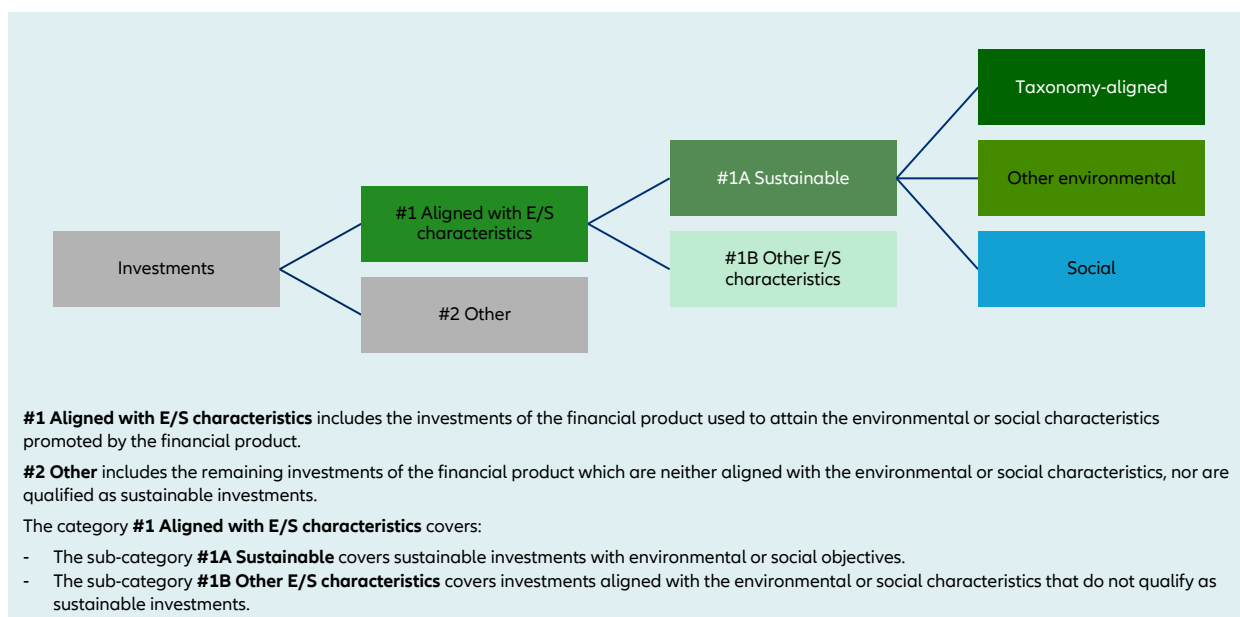 Taxonomy-aligned
#1A Sustainable
Other environmental
#1 Aligned with E/S
characteristics
#1B Other E/S
characteristics
Investments
Social
#2 Other
#1 Aligned with E/S characteristics includes the investments of the financial product used to attain the environmental or social characteristics
promoted by the financial product.
#2 Other includes the remaining investments of the financial product which are neither aligned with the environmental or social characteristics, nor are
qualified as sustainable investments.
The category #1 Aligned with E/S characteristics covers:
- The sub-category #1A Sustainable covers sustainable investments with environmental or social objectives.
- The sub-category #1B Other E/S characteristics covers investments aligned with the environmental or social characteristics that do not qualify as
sustainable investments.